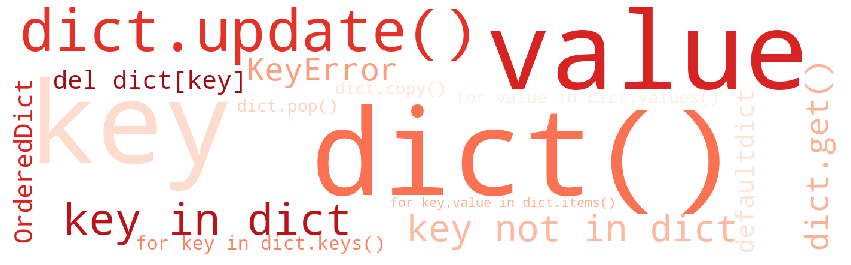 dict.update()
value
KeyError
del dict[key]
dict.copy()
for value in dict.values()
dict.pop()
key
dict()
OrderedDict
defaultdict
dict.get()
for key,value in dict.items()
key in dict
key not in dict
for key in dict.keys()